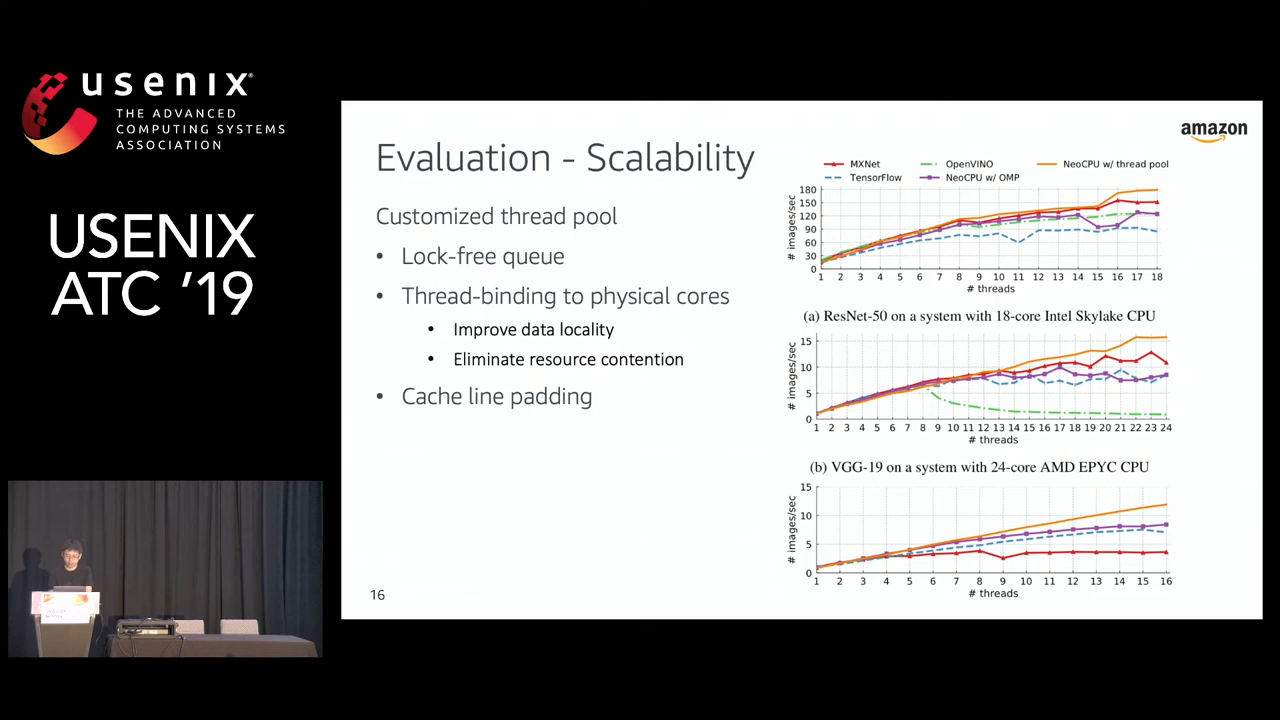 usenix
THE ADVANCED
COMPUTING SYSTEMS
ASSOCIATION
USENIX
ATC '19
amazon
Evaluation - Scalability
Customized thread pool
• Lock-free queue
• Thread-binding to physical cores
• Improve data locality
• Eliminate resource contention
• Cache line padding
16
MXNet
TensorFlow
OpenVINO
NeoCPU w/ OMP
NeoCPU w/ thread pool
# images/sec
180
150
120
90
60
30
0
1 2 3 4 5 6 7 8 9 10 11 12 13 14 15 16 17 18
# threads
(a) ResNet-50 on a system with 18-core Intel Skylake CPU
# images/sec
15
10
5
0
1 2 3 4 5 6 7 8 9 10 11 12 13 14 15 16 17 18 19 20 21 22 23 24
# threads
(b) VGG-19 on a system with 24-core AMD EPYC CPU
# images/sec
15
10
5
0
1 2 3 4 5 6 7 8 9 10 11 12 13 14 15 16
# threads